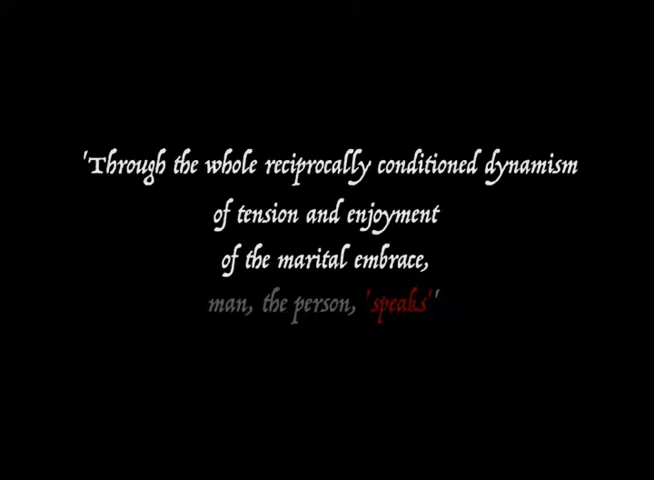 'Through the whole reciprocally conditioned dynamism
of tension and enjoyment
of the marital embrace,
man, the person, 'speaks''